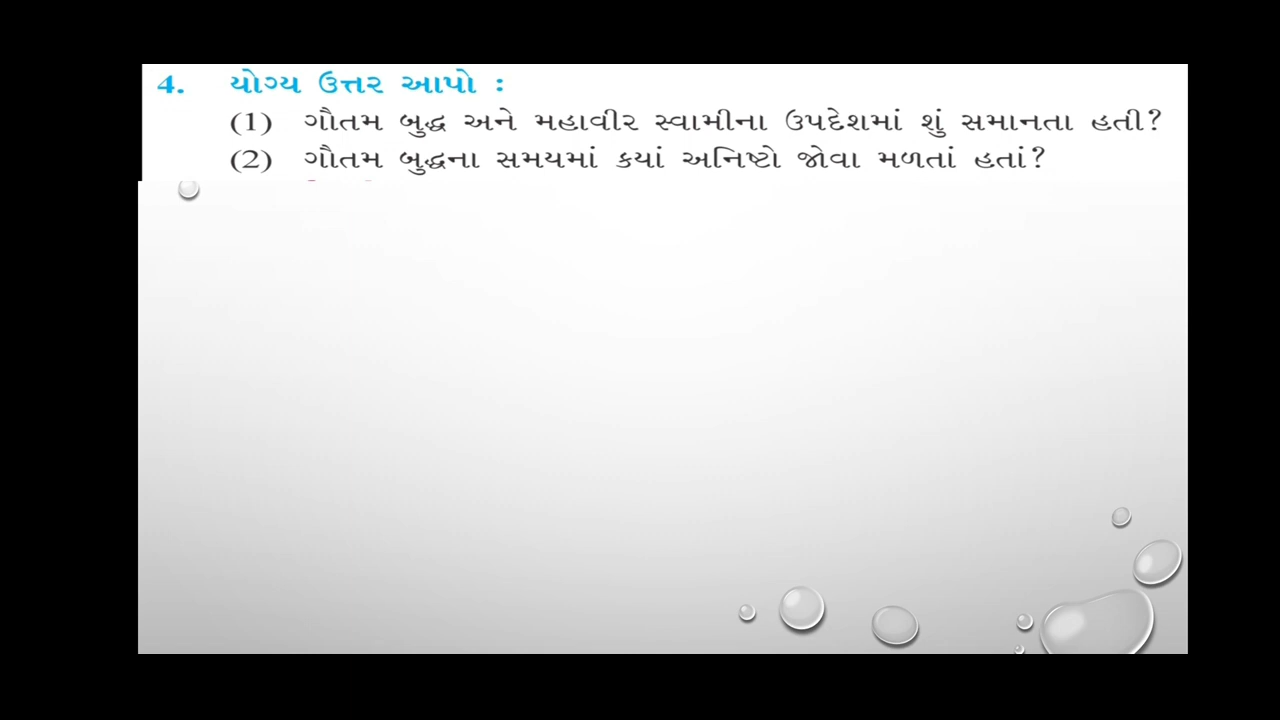 4. યોગ્ય ઉત્તર આપો :
(1) ગૌતમ બુદ્ધ અને મહાવીર સ્વામીના ઉપદેશમાં શું સમાનતા હતી?
(2) ગૌતમ બુદ્ધના સમયમાં કયાં અનિષ્ટો જોવા મળતાં હતાં?